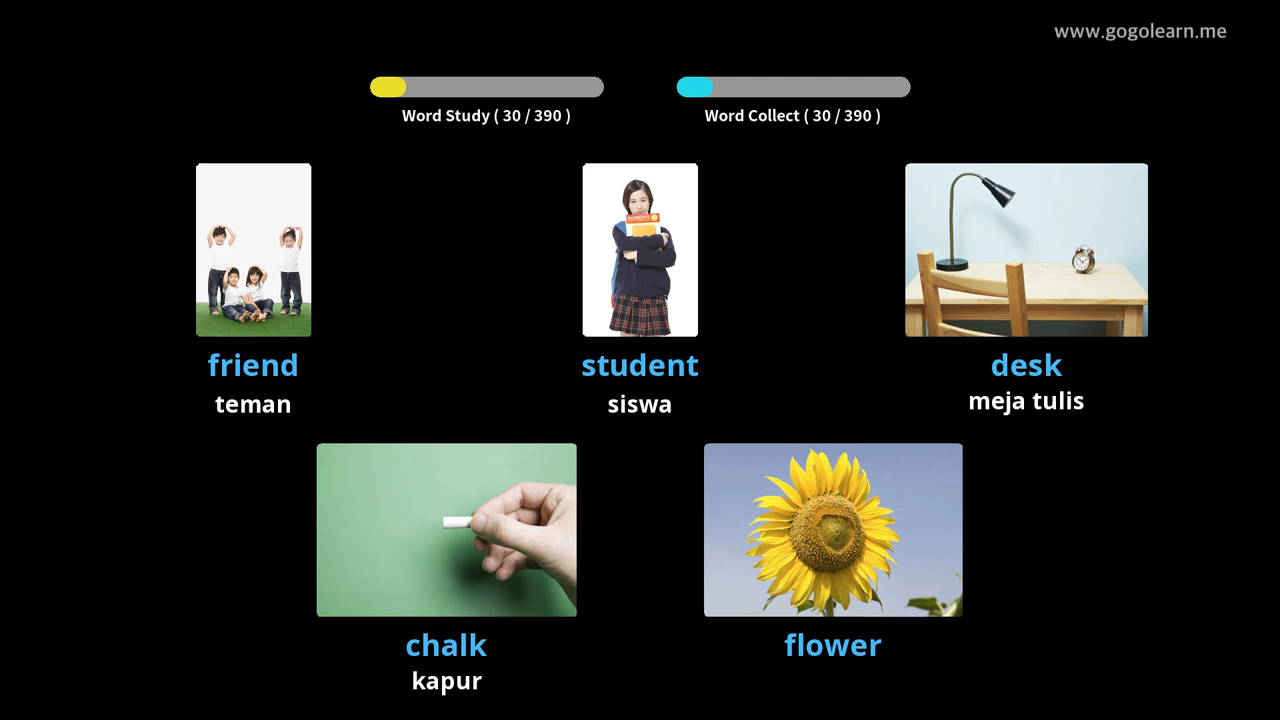 www.gogolearn.me
Word Study ( 30 / 390 )
Word Collect ( 30 / 390 )
BARRON'S
friend
student
desk
teman
siswa
meja tulis
chalk
flower
kapur